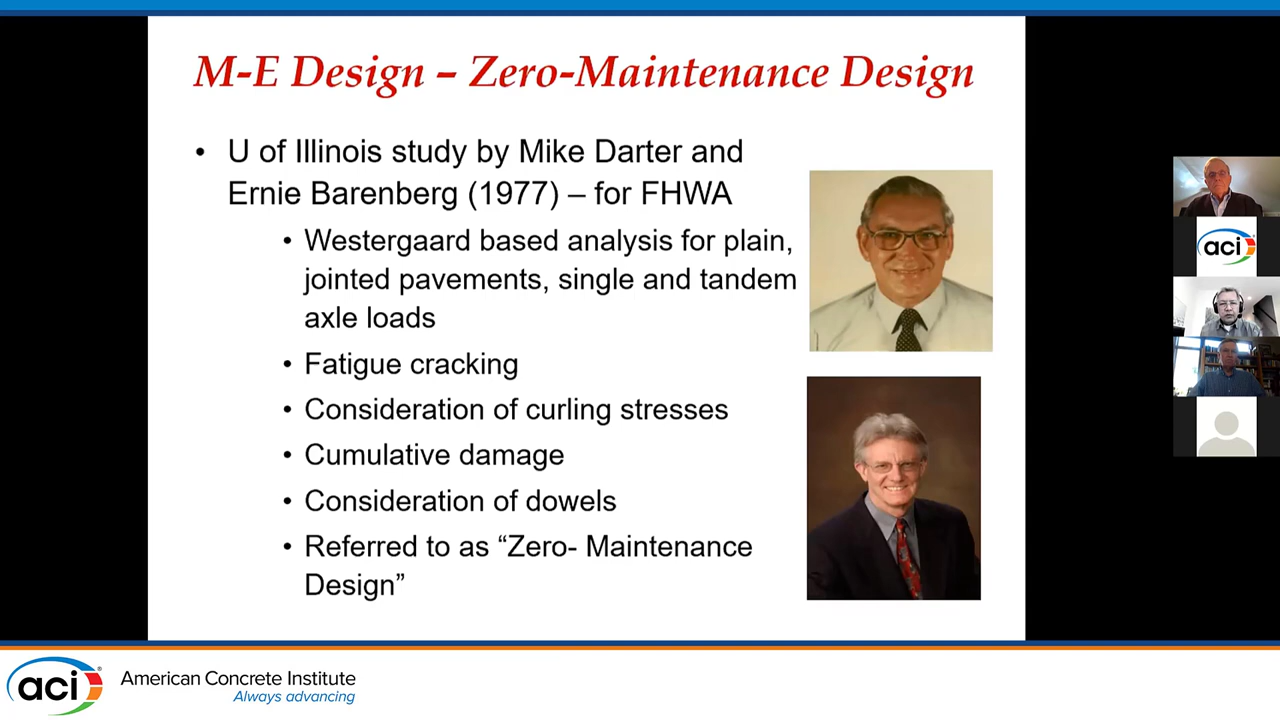 M-E Design – Zero-Maintenance Design
• U of Illinois study by Mike Darter and
Ernie Barenberg (1977) – for FHWA
• Westergaard based analysis for plain,
jointed pavements, single and tandem
axle loads
• Fatigue cracking
• Consideration of curling stresses
• Cumulative damage
• Consideration of dowels
• Referred to as “Zero- Maintenance
Design”
aci
aci®
American Concrete Institute
Always advancing